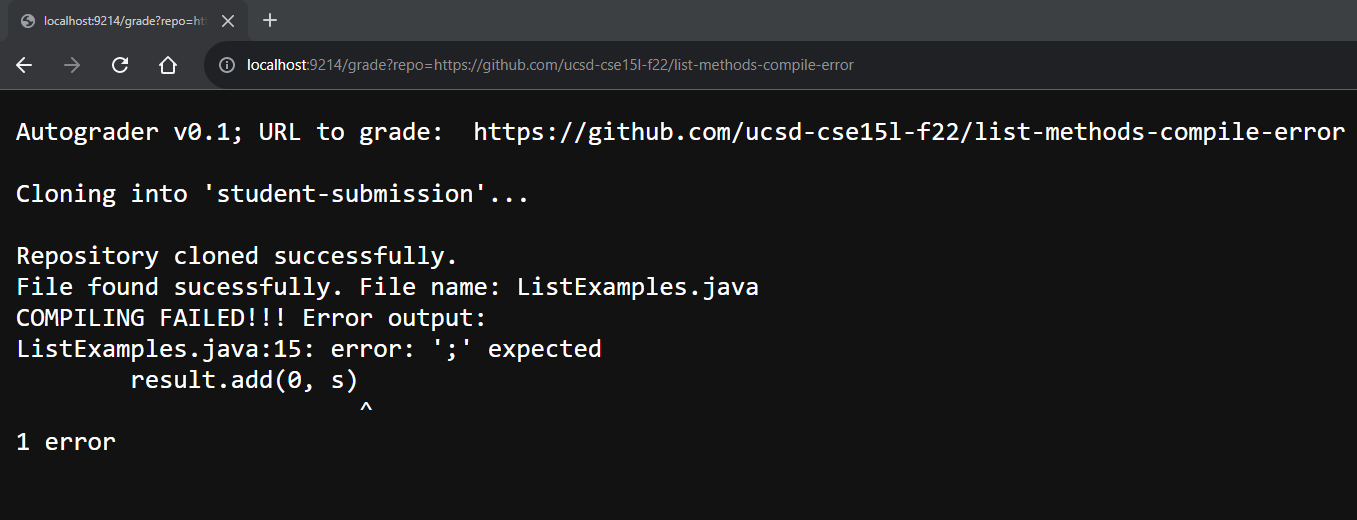 localhost:9214/grade?repo=htt
localhost:9214/grade?repo=https://github.com/ucsd-cse15l-f22/list-methods-compile-error
Autograder v0.1; URL to grade:  https://github.com/ucsd-cse15l-f22/list-methods-compile-error
Cloning into 'student-submission'...
Repository cloned successfully.
File found sucessfully. File name: ListExamples.java
COMPILING FAILED!!! Error output:
ListExamples.java:15: error: ';' expected
        result.add(0, s)
                        ^
1 error